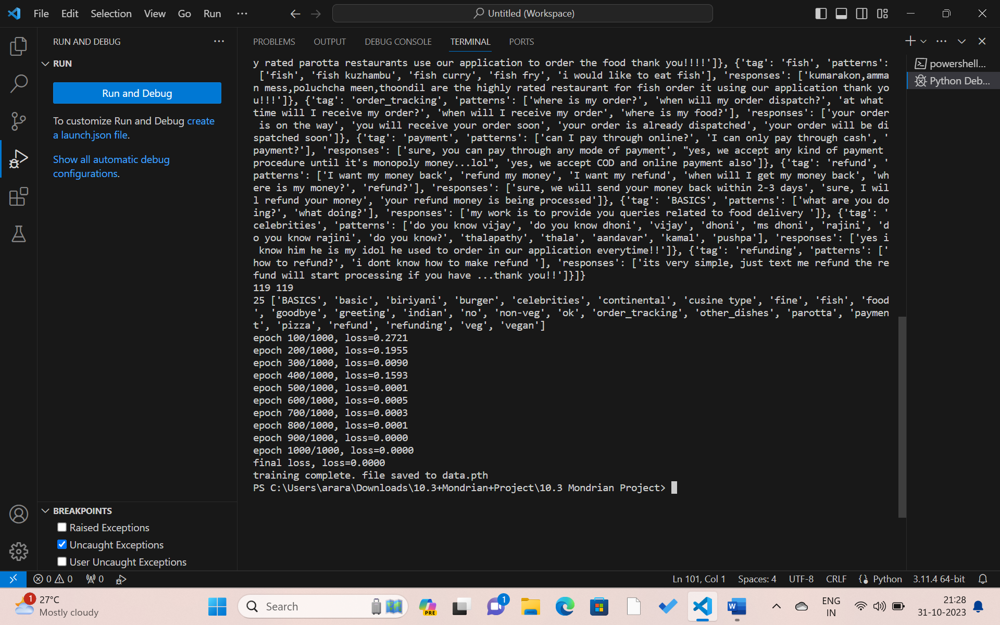 File Edit Selection View Go Run ··· Untitled (Workspace)
RUN AND DEBUG ···
RUN
Run and Debug
To customize Run and Debug create
a launch.json file.
Show all automatic debug
configurations.
PROBLEMS OUTPUT DEBUG CONSOLE TERMINAL PORTS
y rated parotta restaurants use our application to order the food thank you!!!!']}, {'tag': 'fish', 'patterns':
['fish', 'fish kuzhambu', 'fish curry', 'fish fry', 'i would like to eat fish'], 'responses': ['kumarakon,amma
n mess,poluchcha meen,thoondil are the highly rated restaurant for fish order it using our application thank yo
u!!!']}, {'tag': 'order_tracking', 'patterns': ['where is my order?', 'when will my order dispatch?', 'at what
time will I receive my order?', 'when will I receive my order', 'where is my food?'], 'responses': ['your order
is on the way', 'you will receive your order soon', 'your order is already dispatched', 'your order will be di
spatched soon']}, {'tag': 'payment', 'patterns': ['can I pay through online?', 'I can only pay through cash', '
payment?'], 'responses': ['sure, you can pay through any mode of payment', "yes, we accept any kind of payment
procedure until it's monopoly money...lol", 'yes, we accept COD and online payment also']}, {'tag': 'refund', '
patterns': ['I want my money back', 'refund my money', 'I want my refund', 'when will I get my money back', 'wh
ere is my money?', 'refund?'], 'responses': ['sure, we will send your money back within 2-3 days', 'sure, I wil
l refund your money', 'your refund money is being processed']}, {'tag': 'BASICS', 'patterns': ['what are you do
ing?', 'what doing?'], 'responses': ['my work is to provide you queries related to food delivery ']}, {'tag': '
celebrities', 'patterns': ['do you know vijay', 'do you know dhoni', 'vijay', 'dhoni', 'ms dhoni', 'rajini', 'd
o you know rajini', 'do you know?', 'thalapathy', 'thala', 'aandavar', 'kamal', 'pushpa'], 'responses': ['yes i
know him he is my idol he used to order in our application everytime!!']}, {'tag': 'refunding', 'patterns': ['
how to refund?', 'i dont know how to make refund '], 'responses': ['its very simple, just text me refund the re
fund will start processing if you have ...thank you!!']}]}
119 119
25 ['BASICS', 'basic', 'biriyani', 'burger', 'celebrities', 'continental', 'cusine type', 'fine', 'fish', 'food
', 'goodbye', 'greeting', 'indian', 'no', 'non-veg', 'ok', 'order_tracking', 'other_dishes', 'parotta', 'paymen
t', 'pizza', 'refund', 'refunding', 'veg', 'vegan']
epoch 100/1000, loss=0.2721
epoch 200/1000, loss=0.1955
epoch 300/1000, loss=0.0090
epoch 400/1000, loss=0.1593
epoch 500/1000, loss=0.0001
epoch 600/1000, loss=0.0005
epoch 700/1000, loss=0.0003
epoch 800/1000, loss=0.0001
epoch 900/1000, loss=0.0000
epoch 1000/1000, loss=0.0000
final loss, loss=0.0000
training complete. file saved to data.pth
PS C:\Users\arara\Downloads\10.3+Mondrian+Project\10.3 Mondrian Project>
powershell...
Python Deb...
BREAKPOINTS
Raised Exceptions
Uncaught Exceptions
User Uncaught Exceptions
0 0 0 Ln 101, Col 1 Spaces: 4 UTF-8 CRLF Python 3.11.4 64-bit
1 27°C
Mostly cloudy
Search
PRE
1
ENG
IN
21:28
31-10-2023